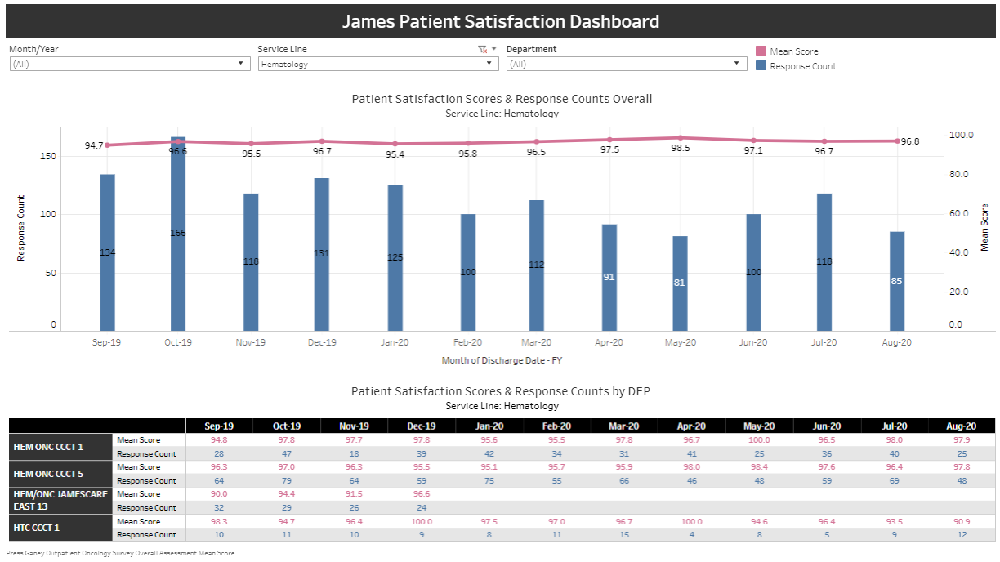 James Patient Satisfaction Dashboard
Month/Year Service Line Department
(All) Hematology (All)
Mean Score
Response Count
Patient Satisfaction Scores & Response Counts Overall
Service Line: Hematology
Response Count
150
100
50
0
94.7 96.6 95.5 96.7 95.4 95.8 96.5 97.5 98.5 97.1 96.7 96.8
134 166 118 131 125 100 112 91 81 100 118 85
100.0
80.0
60.0
40.0
20.0
0.0
Mean Score
Sep-19 Oct-19 Nov-19 Dec-19 Jan-20 Feb-20 Mar-20 Apr-20 May-20 Jun-20 Jul-20 Aug-20
Month of Discharge Date - FY
Patient Satisfaction Scores & Response Counts by DEP
Service Line: Hematology
Sep-19 Oct-19 Nov-19 Dec-19 Jan-20 Feb-20 Mar-20 Apr-20 May-20 Jun-20 Jul-20 Aug-20
HEM ONC CCCT 1
Mean Score 94.8 97.8 97.7 97.8 95.6 95.5 97.8 96.7 100.0 96.5 98.0 97.9
Response Count 28 47 18 39 42 34 31 41 25 36 40 25
HEM ONC CCCT 5
Mean Score 96.3 97.0 96.3 95.5 95.1 95.7 95.9 98.0 98.4 97.6 96.4 97.8
Response Count 64 79 64 59 75 55 66 46 48 59 69 48
HEM/ONC JAMESCARE
EAST 13
Mean Score 90.0 94.4 91.5 96.6
Response Count 32 29 26 24
HTC CCCT 1
Mean Score 98.3 94.7 96.4 100.0 97.5 97.0 96.7 100.0 94.6 96.4 93.5 90.9
Response Count 10 11 10 9 8 11 15 4 8 5 9 12
Press Ganey Outpatient Oncology Survey Overall Assessment Mean Score